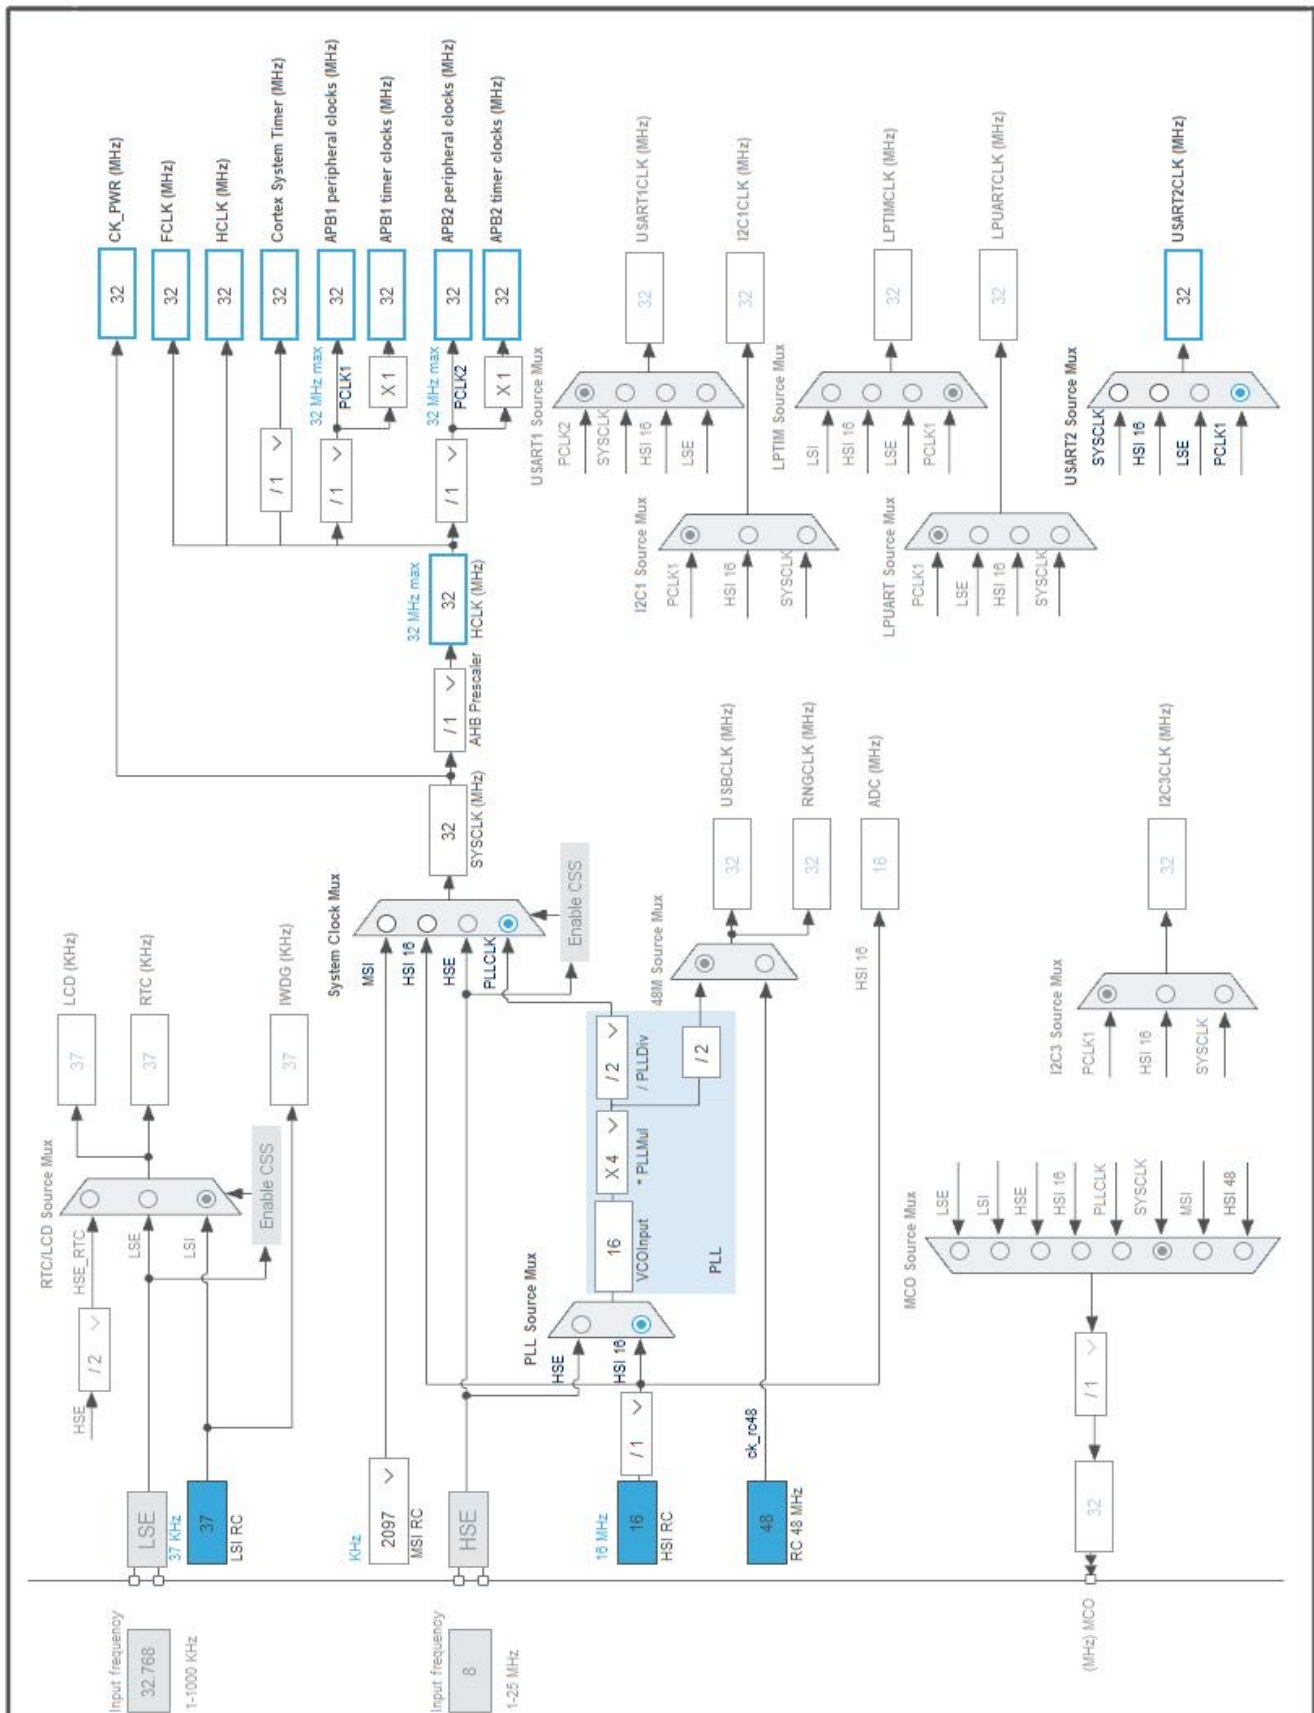 Input frequency
32.768
1-1000 KHz
LSE
37 KHz
37
LSI RC
HSE
/ 2
HSE_RTC
LSE
LSI
RTC/LCD Source Mux
Enable CSS
37
LCD (KHz)
37
RTC (KHz)
37
IWDG (KHz)
Input frequency
8
1-25 MHz
KHz
2097
MSI RC
HSE
16 MHz
16
HSI RC
/ 1
48
RC 48 MHz
ck_rc48
PLL Source Mux
HSE
HSI 16
16
VCOInput
X 4
* PLLMul
/ 2
/ PLLDiv
/ 2
PLL
System Clock Mux
MSI
HSI 16
HSE
PLLCLK
Enable CSS
32
SYSCLK (MHz)
/ 1
AHB Prescaler
32 MHz max
32
HCLK (MHz)
/ 1
/ 1
32 MHz max
PCLK1
X 1
/ 1
32 MHz max
PCLK2
X 1
32
CK_PWR (MHz)
32
FCLK (MHz)
32
HCLK (MHz)
32
Cortex System Timer (MHz)
32
APB1 peripheral clocks (MHz)
32
APB1 timer clocks (MHz)
32
APB2 peripheral clocks (MHz)
32
APB2 timer clocks (MHz)
48M Source Mux
32
USBCLK (MHz)
32
RNGCLK (MHz)
HSI 16
16
ADC (MHz)
USART1 Source Mux
PCLK2
SYSCLK
HSI 16
LSE
32
USART1CLK (MHz)
I2C1 Source Mux
PCLK1
HSI 16
SYSCLK
32
I2C1CLK (MHz)
LPTIM Source Mux
LSI
HSI 16
LSE
PCLK1
32
LPTIMCLK (MHz)
LPUART Source Mux
PCLK1
LSE
HSI 16
SYSCLK
32
LPUARTCLK (MHz)
USART2 Source Mux
SYSCLK
HSI 16
LSE
PCLK1
32
USART2CLK (MHz)
I2C3 Source Mux
PCLK1
HSI 16
SYSCLK
32
I2C3CLK (MHz)
MCO Source Mux
LSE
LSI
HSE
HSI 16
PLLCLK
SYSCLK
MSI
HSI 48
/ 1
32
(MHz) MCO